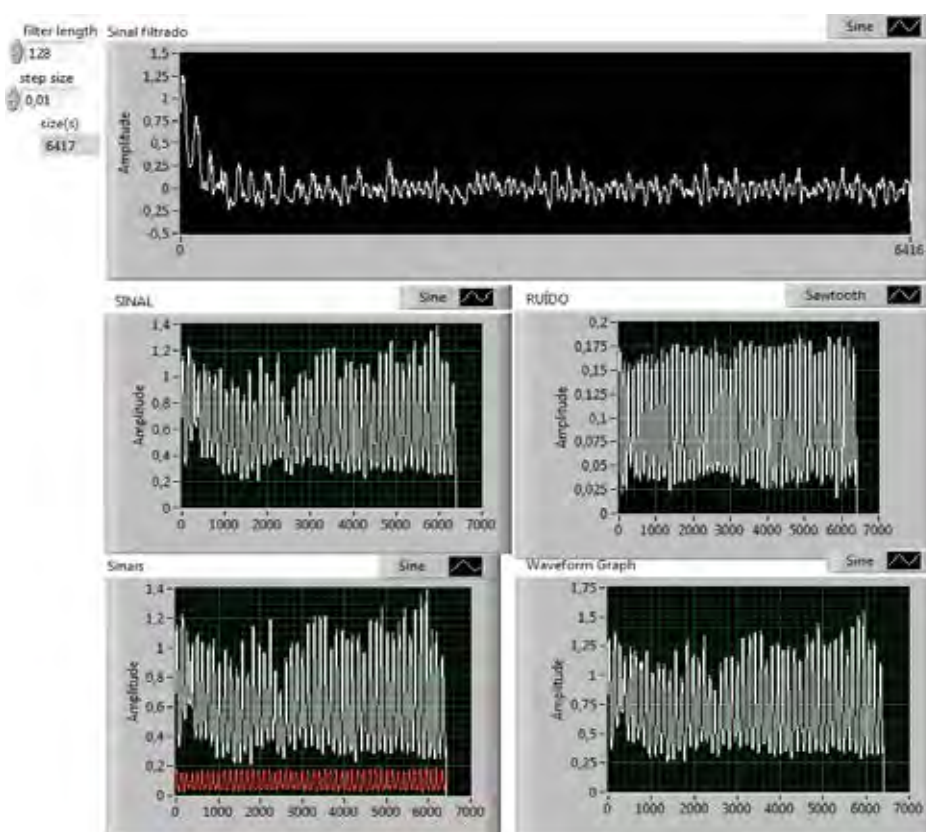 filter length
128
step size
0,01
size(s)
6417
Sinal filtrado
Sine
Amplitude
1,5
1,25
1
0,75
0,5
0,25
0
-0,25
-0,5
0
6416
SINAL
Sine
Amplitude
1,4
1,2
1
0,8
0,6
0,4
0,2
0
0 1000 2000 3000 4000 5000 6000 7000
RUÍDO
Sawtooth
Amplitude
0,2
0,175
0,15
0,125
0,1
0,075
0,05
0,025
0
0 1000 2000 3000 4000 5000 6000 7000
Sinais
Sine
Amplitude
1,4
1,2
1
0,8
0,6
0,4
0,2
0
0 1000 2000 3000 4000 5000 6000 7000
Waveform Graph
Sine
Amplitude
1,75
1,5
1,25
1
0,75
0,5
0,25
0
0 1000 2000 3000 4000 5000 6000 7000